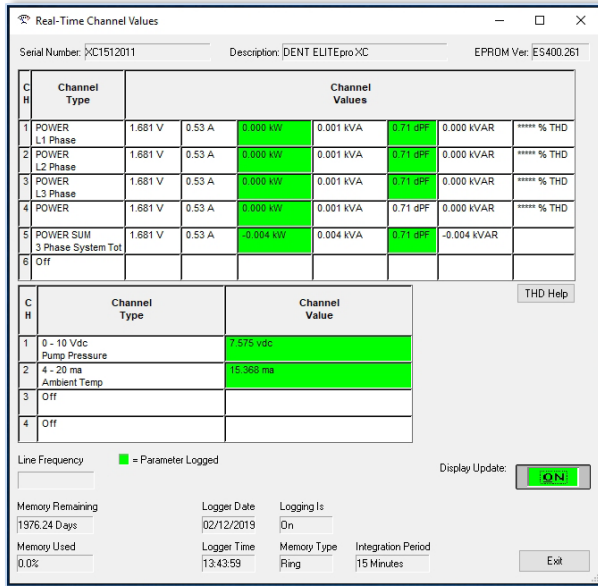 Real-Time Channel Values
Serial Number: XC1512011 Description: DENT ELITEpro XC EPROM Ver: ES400.261
CH Channel Type Channel Values
1 POWER 1.681 V 0.53 A 0.000 kW 0.001 kVA 0.71 dPF 0.000 kVAR ***** % THD
L1 Phase
2 POWER 1.681 V 0.53 A 0.000 kW 0.001 kVA 0.71 dPF 0.000 kVAR ***** % THD
L2 Phase
3 POWER 1.681 V 0.53 A 0.000 kW 0.001 kVA 0.71 dPF 0.000 kVAR ***** % THD
L3 Phase
4 POWER 1.681 V 0.53 A 0.000 kW 0.001 kVA 0.71 dPF 0.000 kVAR ***** % THD
5 POWER SUM 1.681 V 0.53 A -0.004 kW 0.004 kVA 0.71 dPF -0.004 kVAR
3 Phase System Tot
6 Off
THD Help
CH Channel Type Channel Value
1 0 - 10 Vdc 7.575 vdc
Pump Pressure
2 4 - 20 ma 15.368 ma
Ambient Temp
3 Off
4 Off
Line Frequency = Parameter Logged Display Update: ON
Memory Remaining Logger Date Logging Is
1976.24 Days 02/12/2019 On
Memory Used Logger Time Memory Type Integration Period
0.0% 13:43:59 Ring 15 Minutes Exit